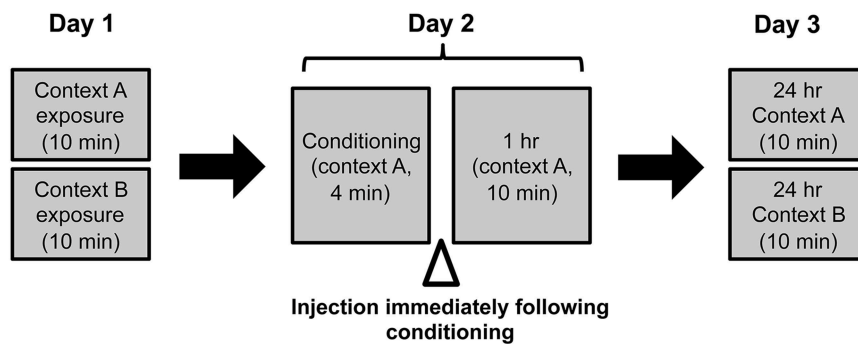 Day 1
Context A
exposure
(10 min)
Context B
exposure
(10 min)
Day 2
Conditioning
(context A,
4 min)
1 hr
(context A,
10 min)
Injection immediately following
conditioning
Day 3
24 hr
Context A
(10 min)
24 hr
Context B
(10 min)